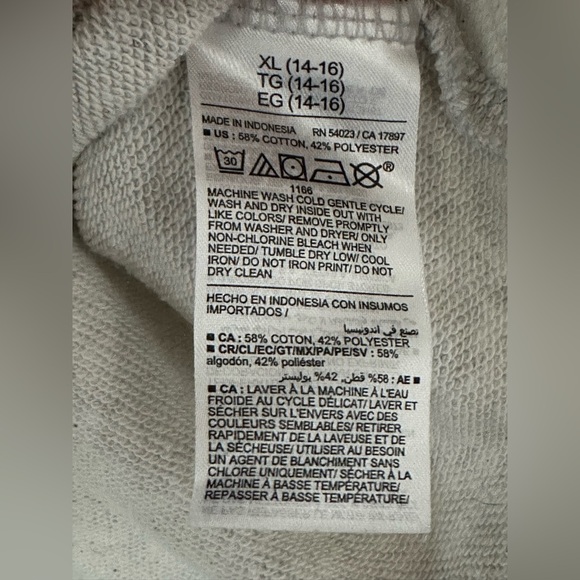 XL (14-16)
TG (14-16)
EG (14-16)
MADE IN INDONESIA RN 54023 / CA 17897
■ US : 58% COTTON, 42% POLYESTER
30
®
1166
MACHINE WASH COLD GENTLE CYCLE/
WASH AND DRY INSIDE OUT WITH
LIKE COLORS/ REMOVE PROMPTLY
FROM WASHER AND DRYER/ ONLY
NON-CHLORINE BLEACH WHEN
NEEDED/ TUMBLE DRY LOW/ COOL
IRON/ DO NOT IRON PRINT/ DO NOT
DRY CLEAN
HECHO EN INDONESIA CON INSUMOS
IMPORTADOS /
تصنع في اندونيسيا
■ CA : 58% COTON, 42% POLYESTER
■ CR/CL/EC/GT/MX/PA/PE/SV : 58%
algodón, 42% poliéster
■ AE : 58% قطن, 42% بوليستر ■
■ CA : LAVER À LA MACHINE À L'EAU
FROIDE AU CYCLE DÉLICAT/ LAVER ET
SÉCHER SUR L'ENVERS AVEC DES
COULEURS SEMBLABLES/ RETIRER
RAPIDEMENT DE LA LAVEUSE ET DE
LA SÉCHEUSE/ UTILISER AU BESOIN
UN AGENT DE BLANCHIMENT SANS
CHLORE UNIQUEMENT/ SÉCHER À LA
MACHINE À BASSE TEMPÉRATURE/
REPASSER À BASSE TEMPÉRATURE/